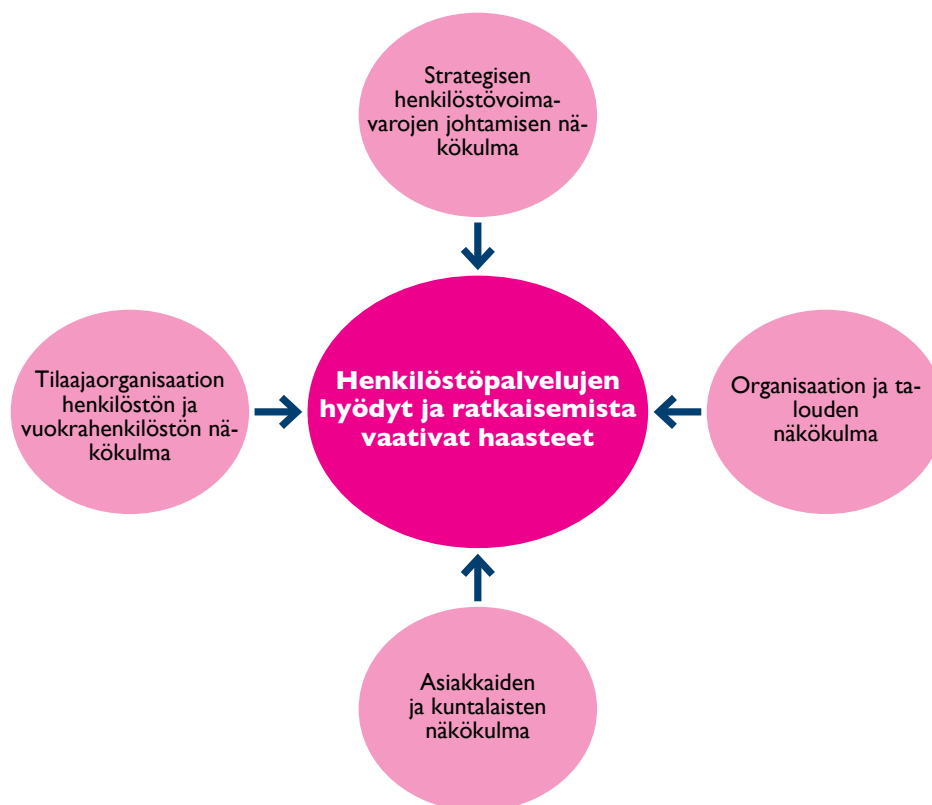 Strategisen
henkilöstövoima-
varojen johtamisen nä-
kökulma
Tilaajaorganisaation
henkilöstön ja
vuokrahenkilöstön nä-
kökulma
Henkilöstöpalvelujen
hyödyt ja ratkaisemista
vaativat haasteet
Organisaation ja ta-
louden
näkökulma
Asiakkaiden
ja kuntalaisten
näkökulma